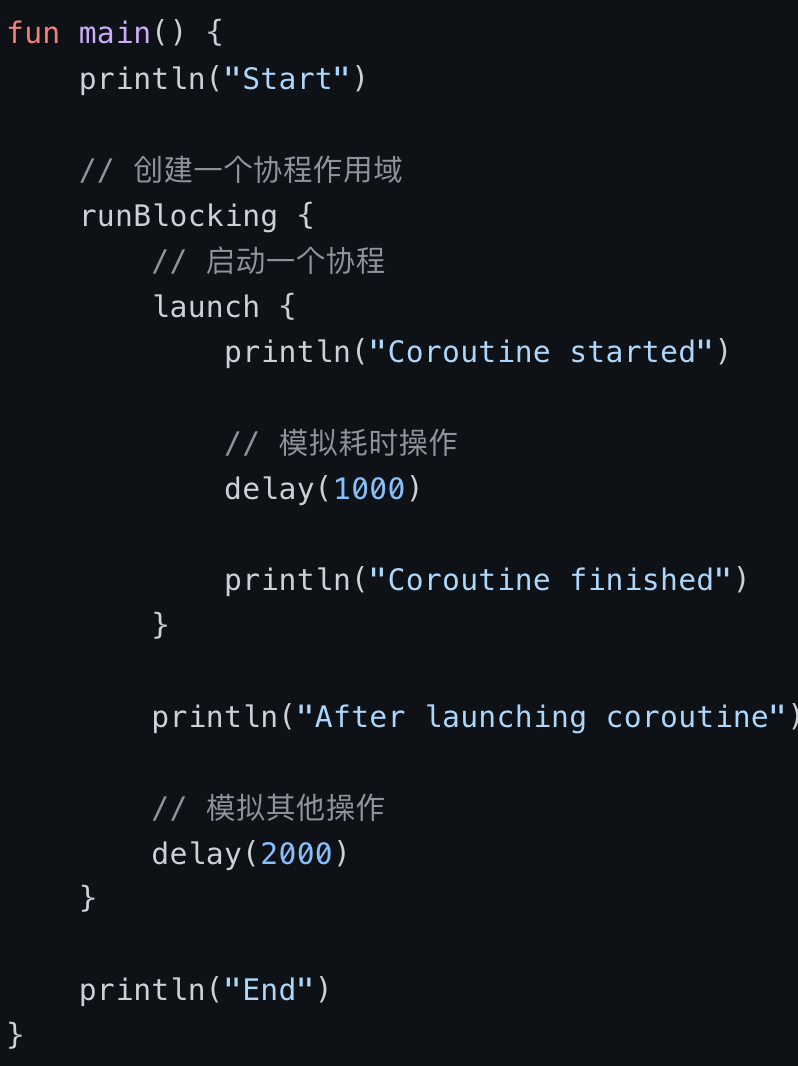 fun main() {
    println("Start")

    // 创建一个协程作用域
    runBlocking {
        // 启动一个协程
        launch {
            println("Coroutine started")

            // 模拟耗时操作
            delay(1000)

            println("Coroutine finished")
        }

        println("After launching coroutine")

        // 模拟其他操作
        delay(2000)
    }

    println("End")
}